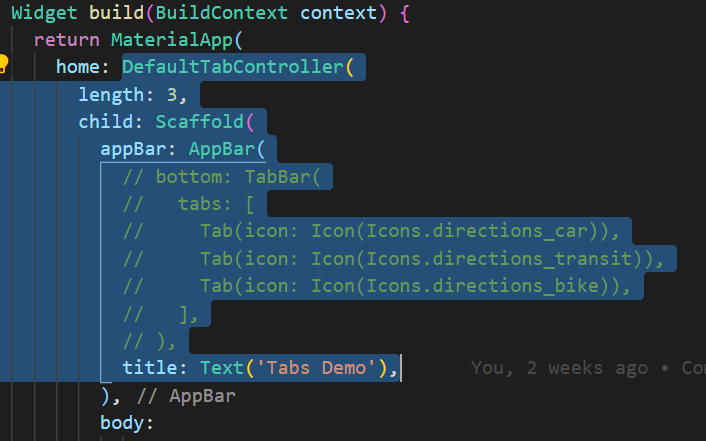 Widget build(BuildContext context) {
return MaterialApp(
home: DefaultTabController(
length: 3,
child: Scaffold(
appBar: AppBar(
// bottom: TabBar(
//   tabs: [
//     Tab(icon: Icon(Icons.directions_car)),
//     Tab(icon: Icon(Icons.directions_transit)),
//     Tab(icon: Icon(Icons.directions_bike)),
//   ],
// ),
title: Text('Tabs Demo'), You, 2 weeks ago •
), // AppBar
body: